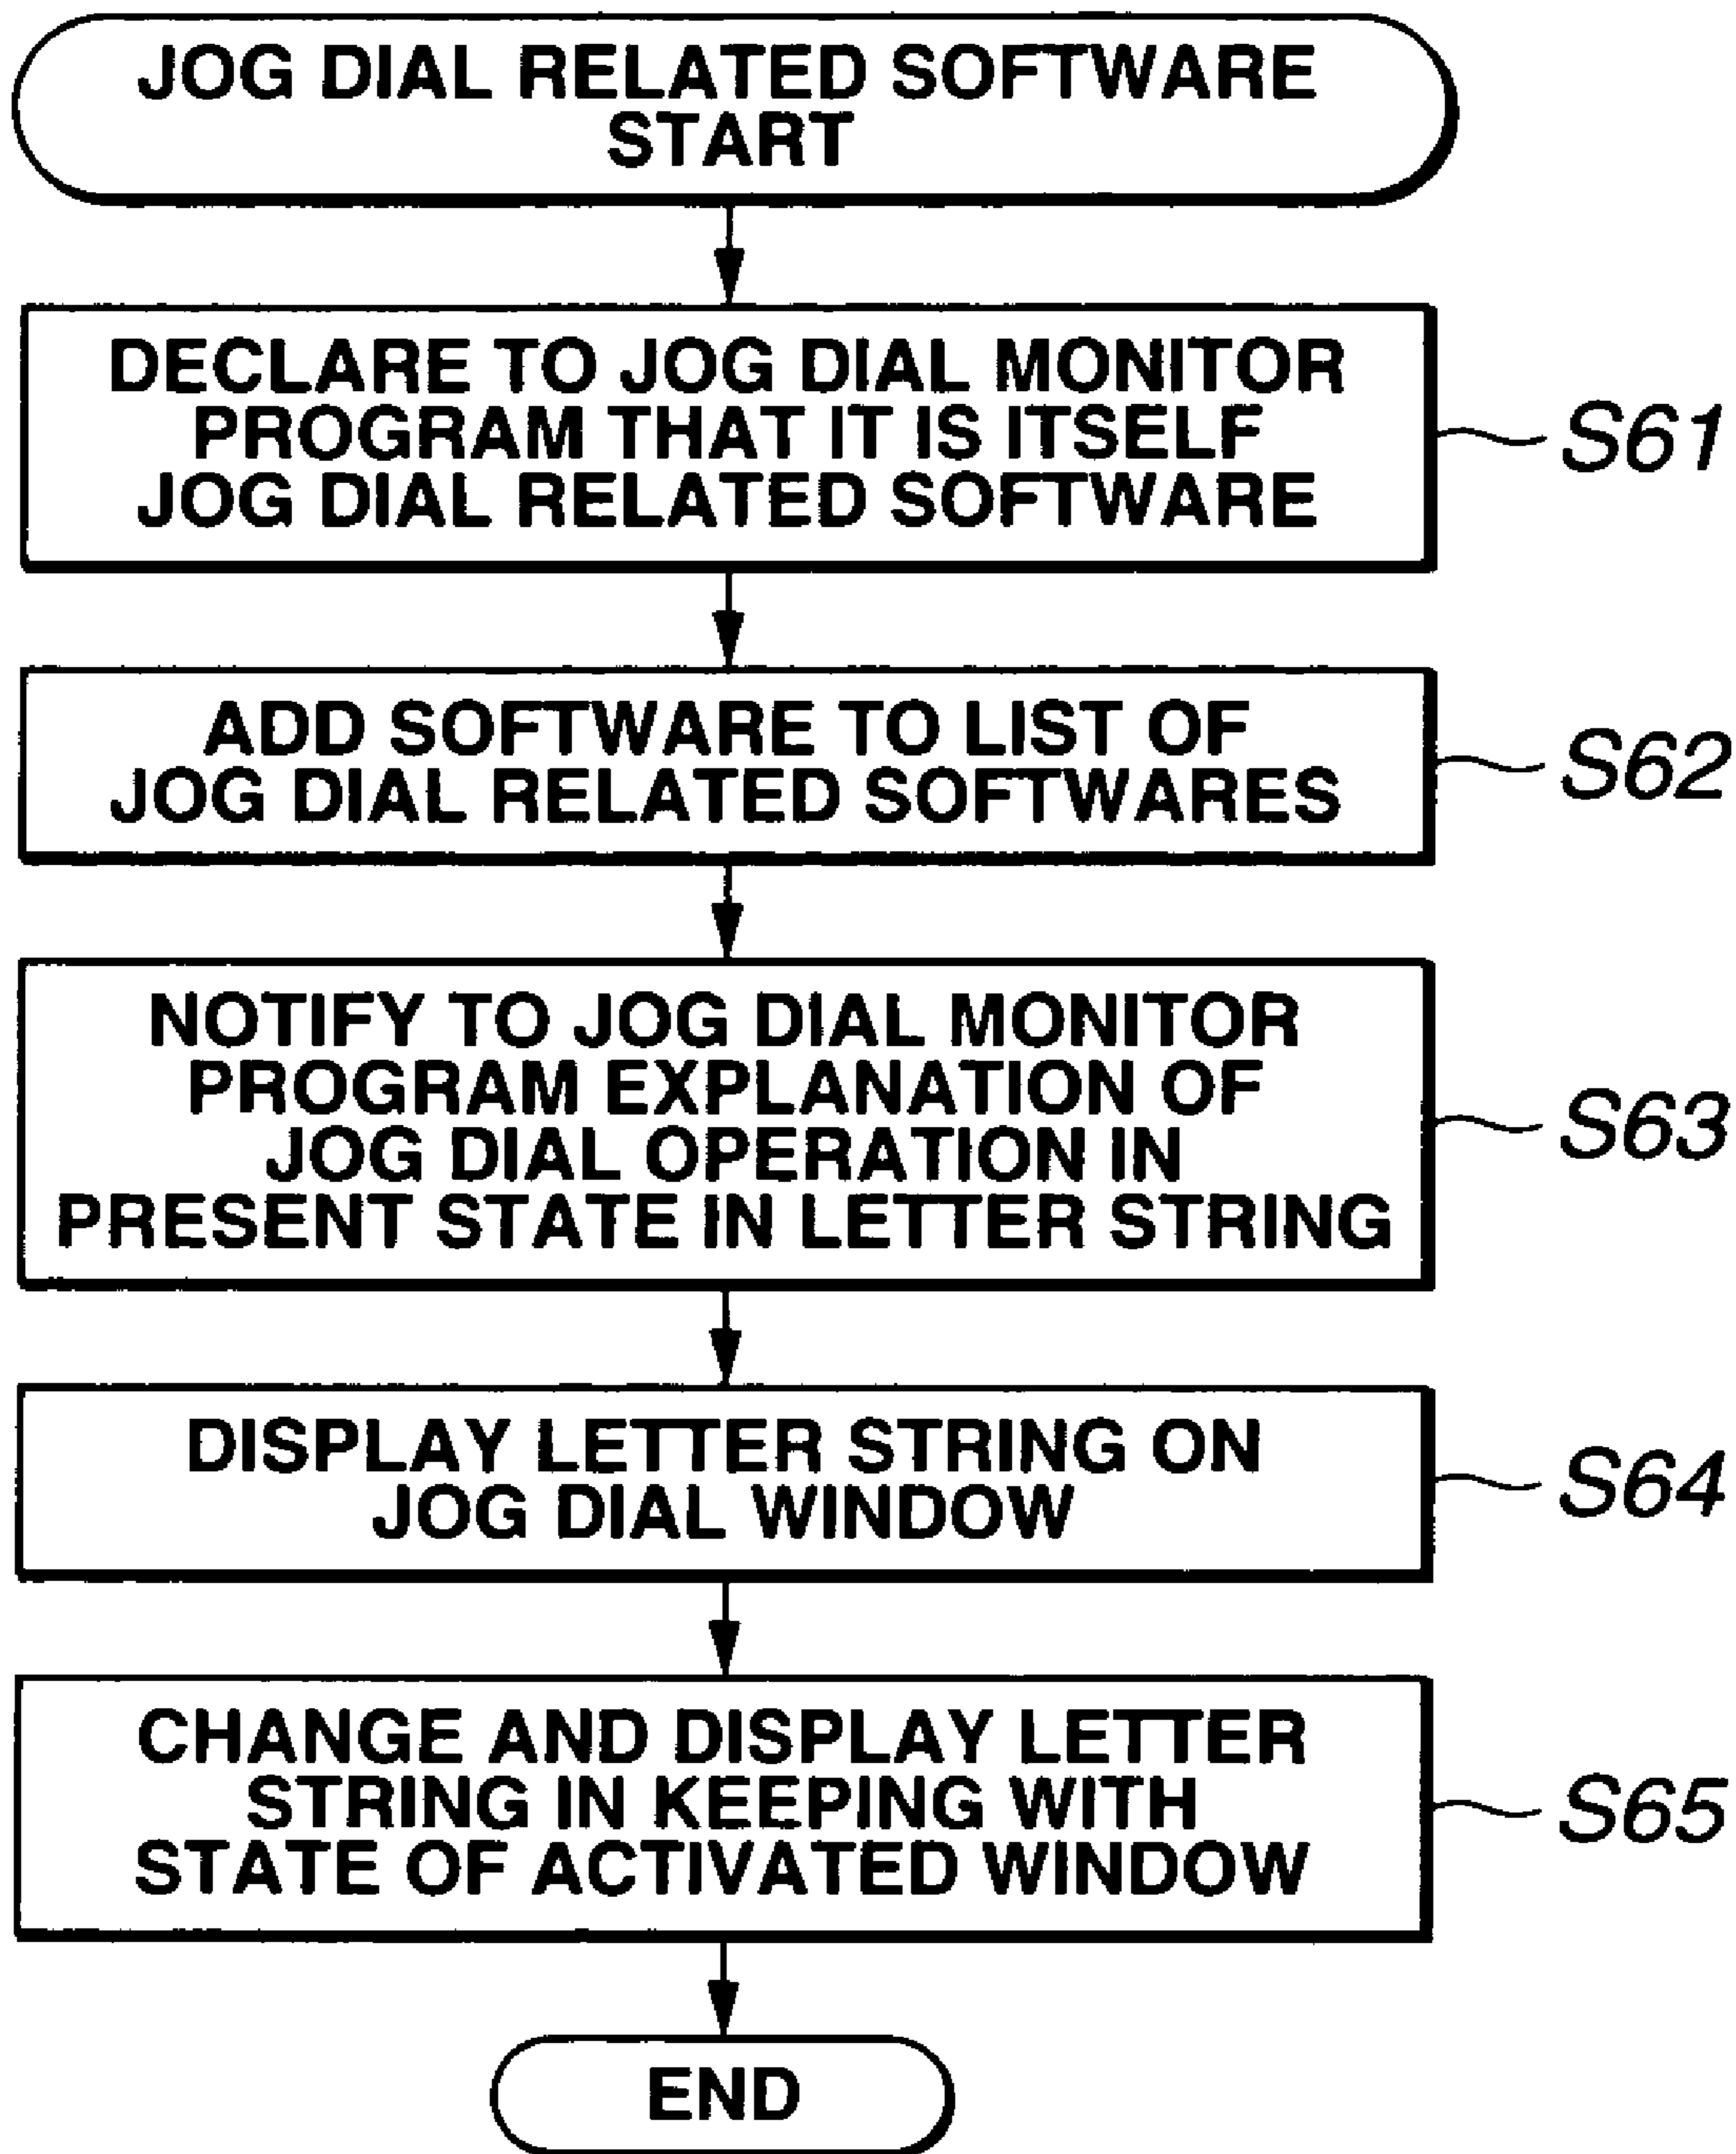 JOG DIAL RELATED SOFTWARE
START
DECLARE TO JOG DIAL MONITOR
PROGRAM THAT IT IS ITSELF
JOG DIAL RELATED SOFTWARE
S61
ADD SOFTWARE TO LIST OF
JOG DIAL RELATED SOFTWARES
S62
NOTIFY TO JOG DIAL MONITOR
PROGRAM EXPLANATION OF
JOG DIAL OPERATION IN
PRESENT STATE IN LETTER STRING
S63
DISPLAY LETTER STRING ON
JOG DIAL WINDOW
S64
CHANGE AND DISPLAY LETTER
STRING IN KEEPING WITH
STATE OF ACTIVATED WINDOW
S65
END